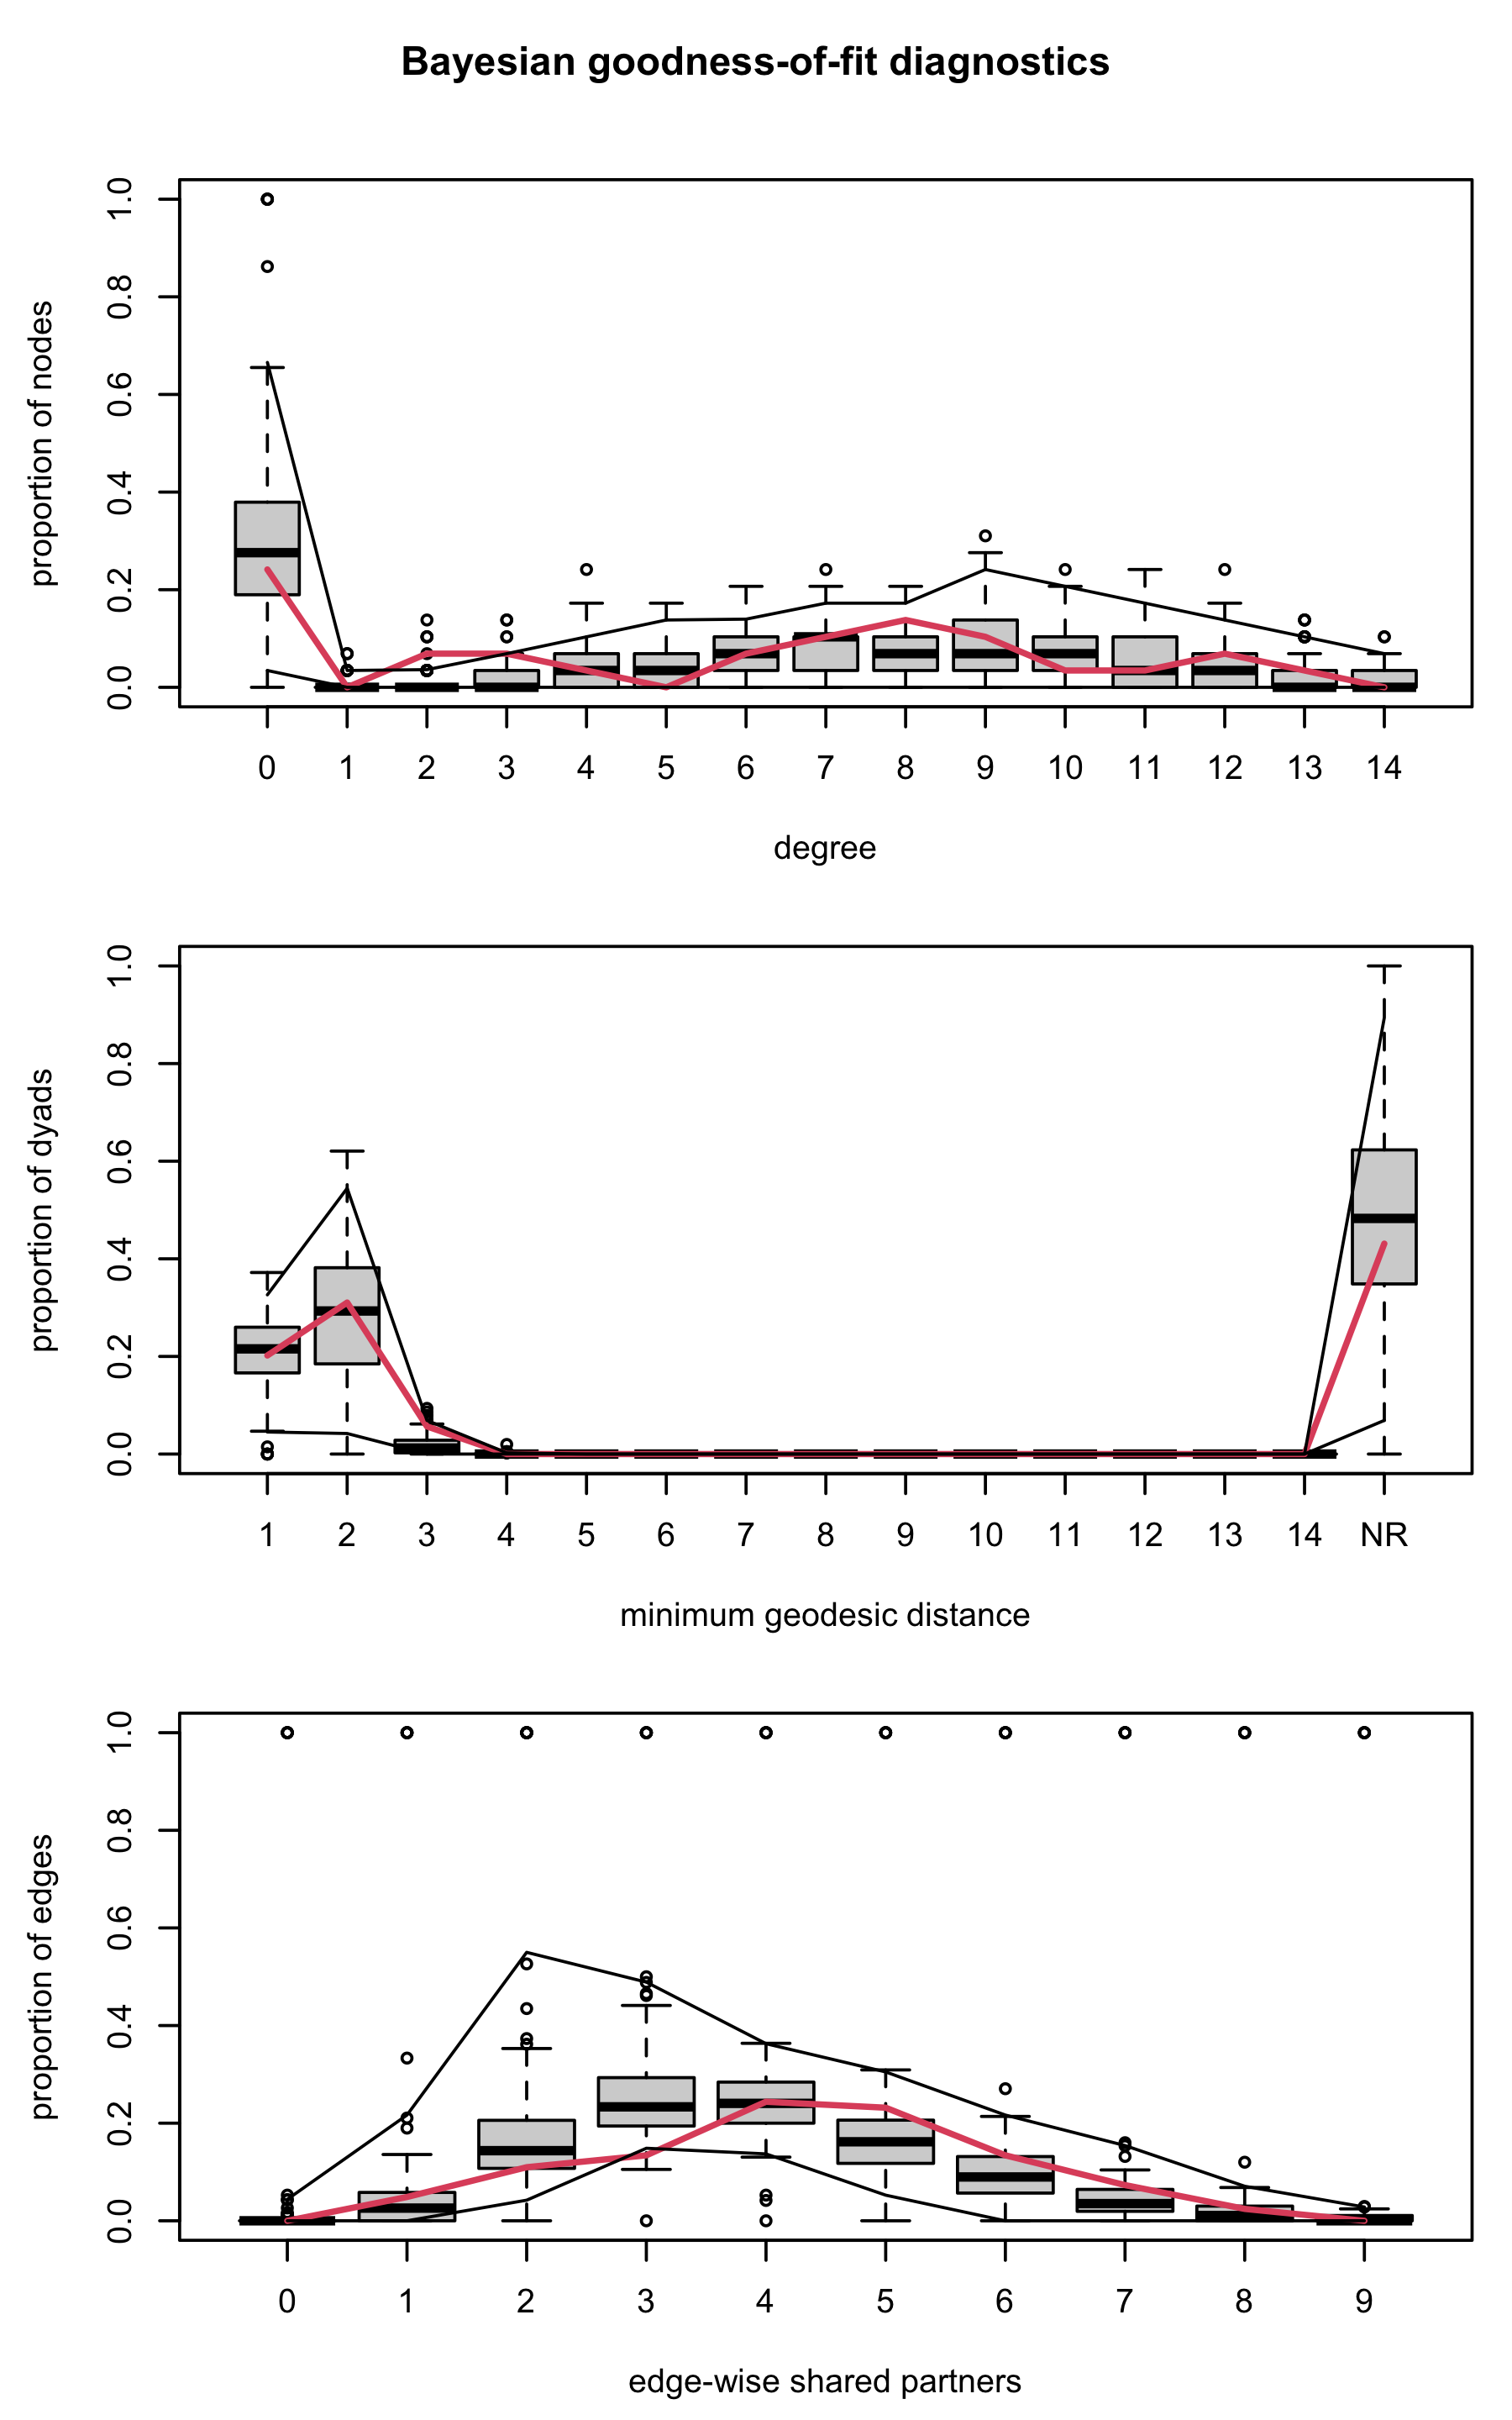 Bayesian goodness-of-fit diagnostics
proportion of nodes
0.0 0.2 0.4 0.6 0.8 1.0
0 1 2 3 4 5 6 7 8 9 10 11 12 13 14
degree
proportion of dyads
0.0 0.2 0.4 0.6 0.8 1.0
1 2 3 4 5 6 7 8 9 10 11 12 13 14 NR
minimum geodesic distance
proportion of edges
0.0 0.2 0.4 0.6 0.8 1.0
0 1 2 3 4 5 6 7 8 9
edge-wise shared partners